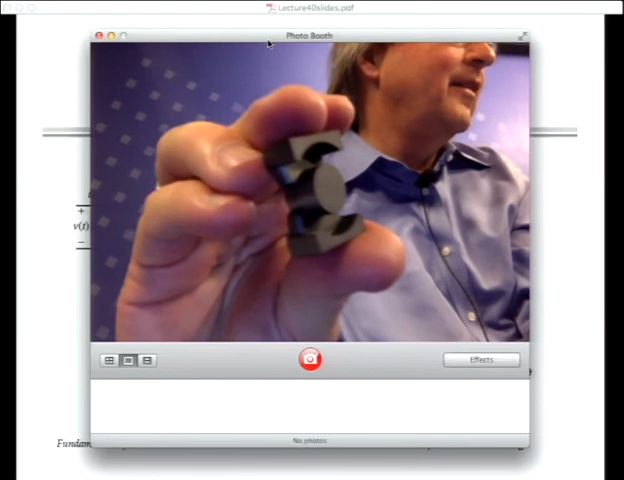 Lecture40slides.pdf
Photo Booth
+
v(t)
−
Effects
No photos
Fundam